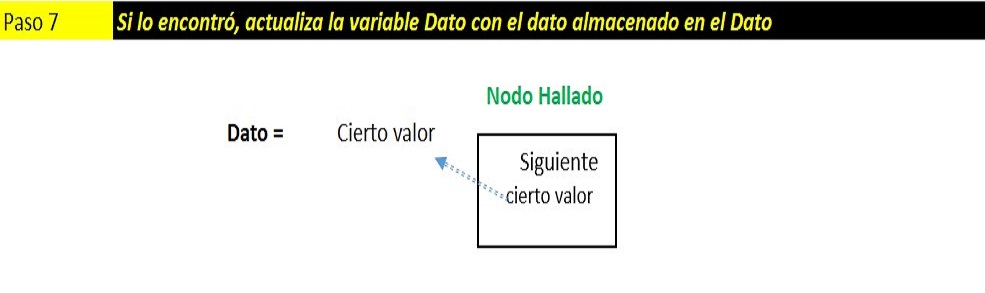 Paso 7 Si lo encontró, actualiza la variable Dato con el dato almacenado en el Dato
Nodo Hallado
Dato = Cierto valor
Siguiente
cierto valor